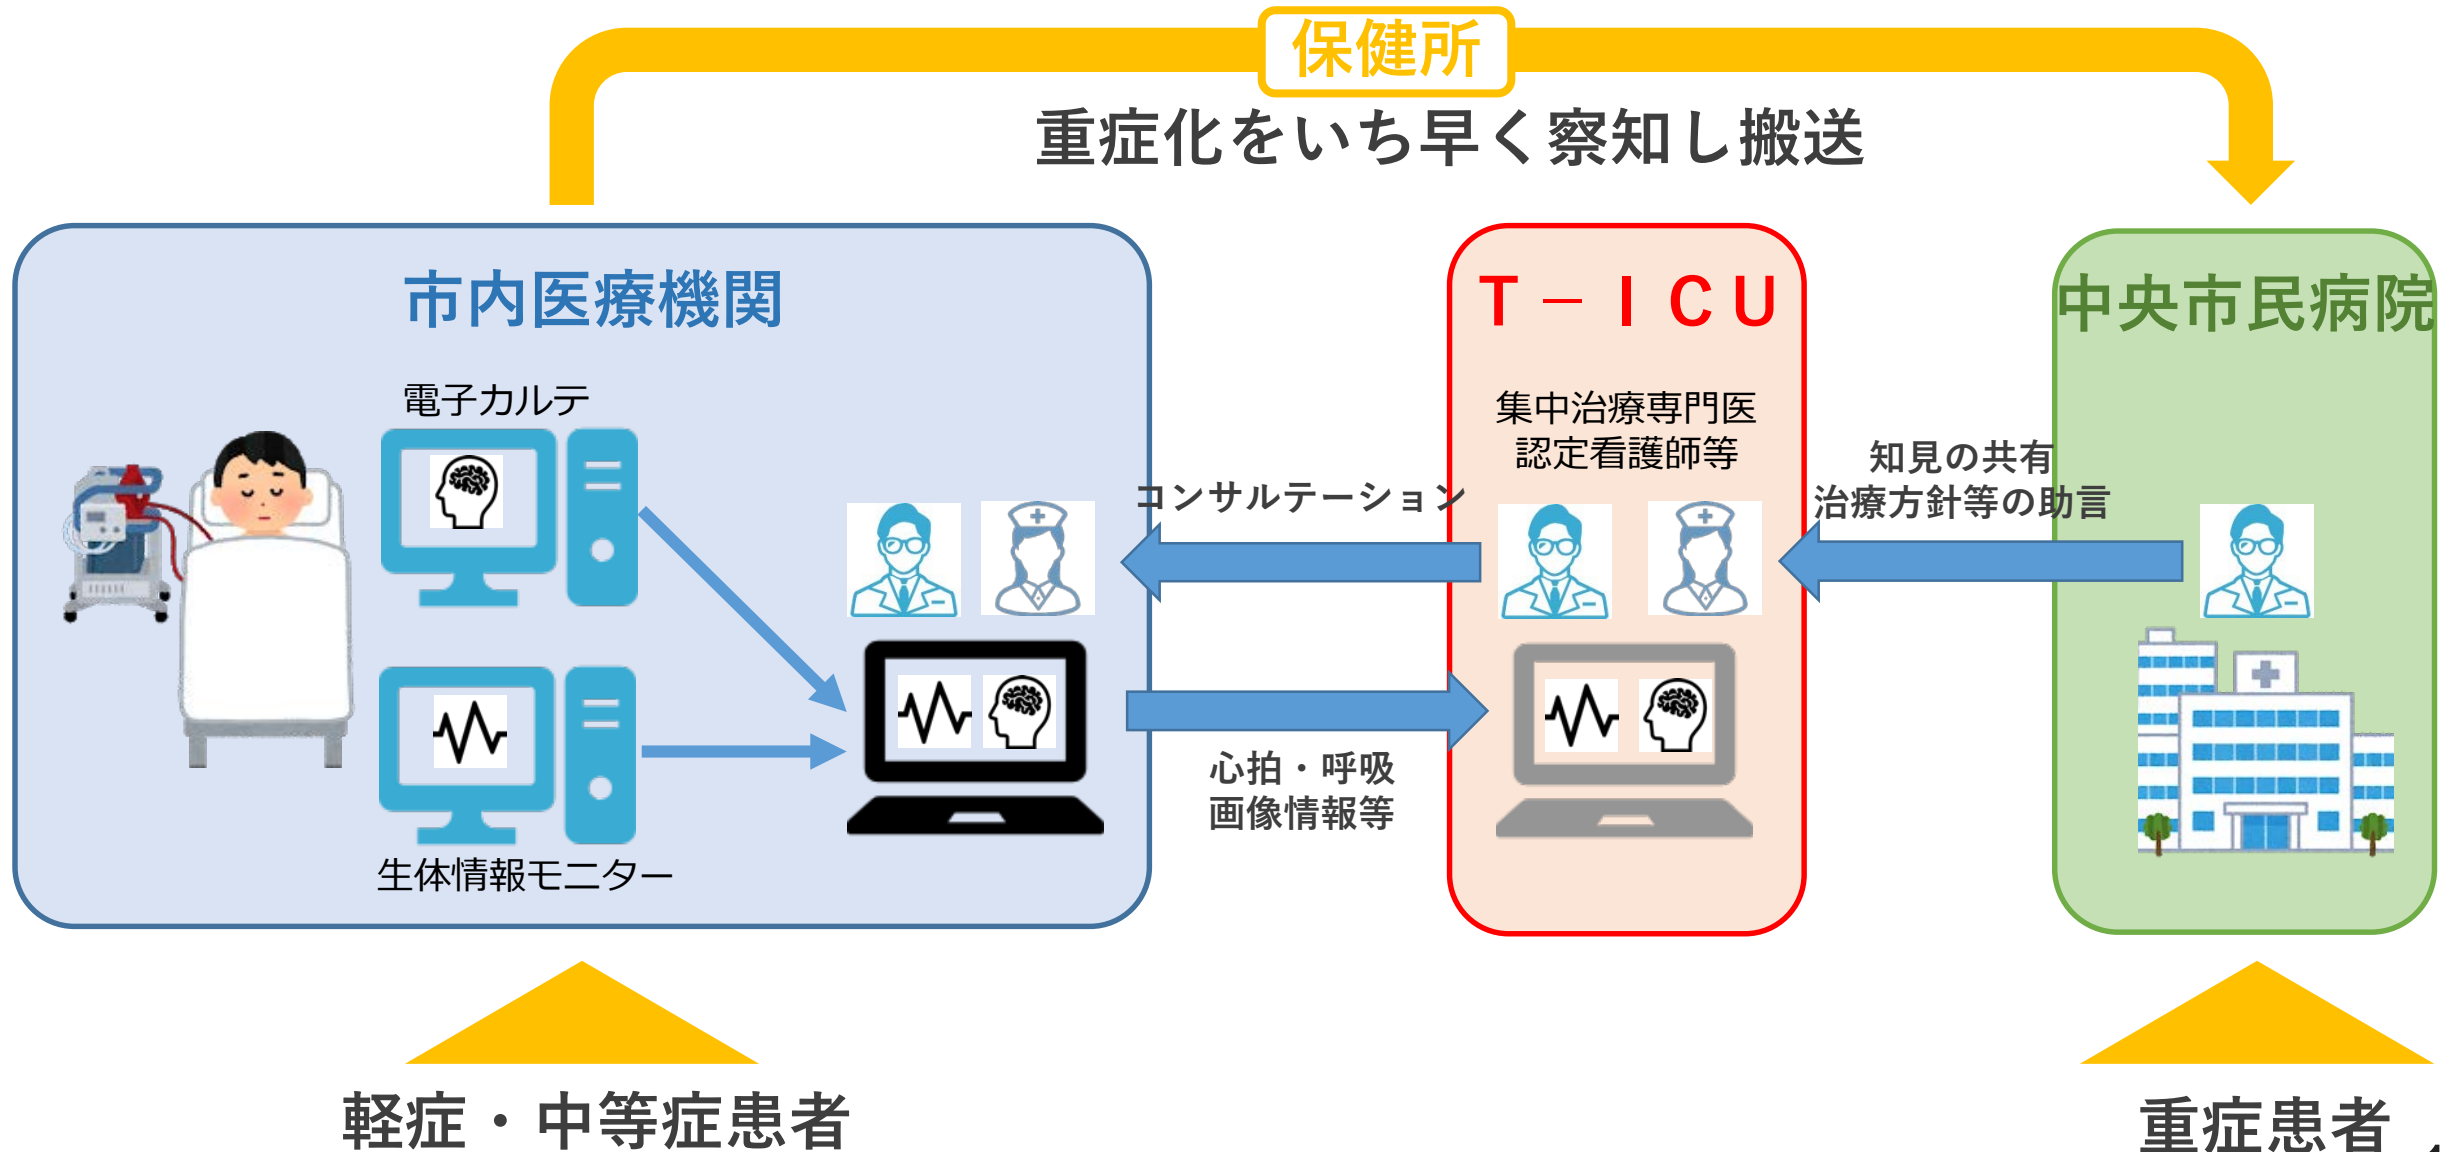 保健所
重症化をいち早く察知し搬送
市内医療機関
電子カルテ
生体情報モニター
コンサルテーション
心拍・呼吸
画像情報等
T－ICU
集中治療専門医
認定看護師等
知見の共有
治療方針等の助言
中央市民病院
軽症・中等症患者
重症患者